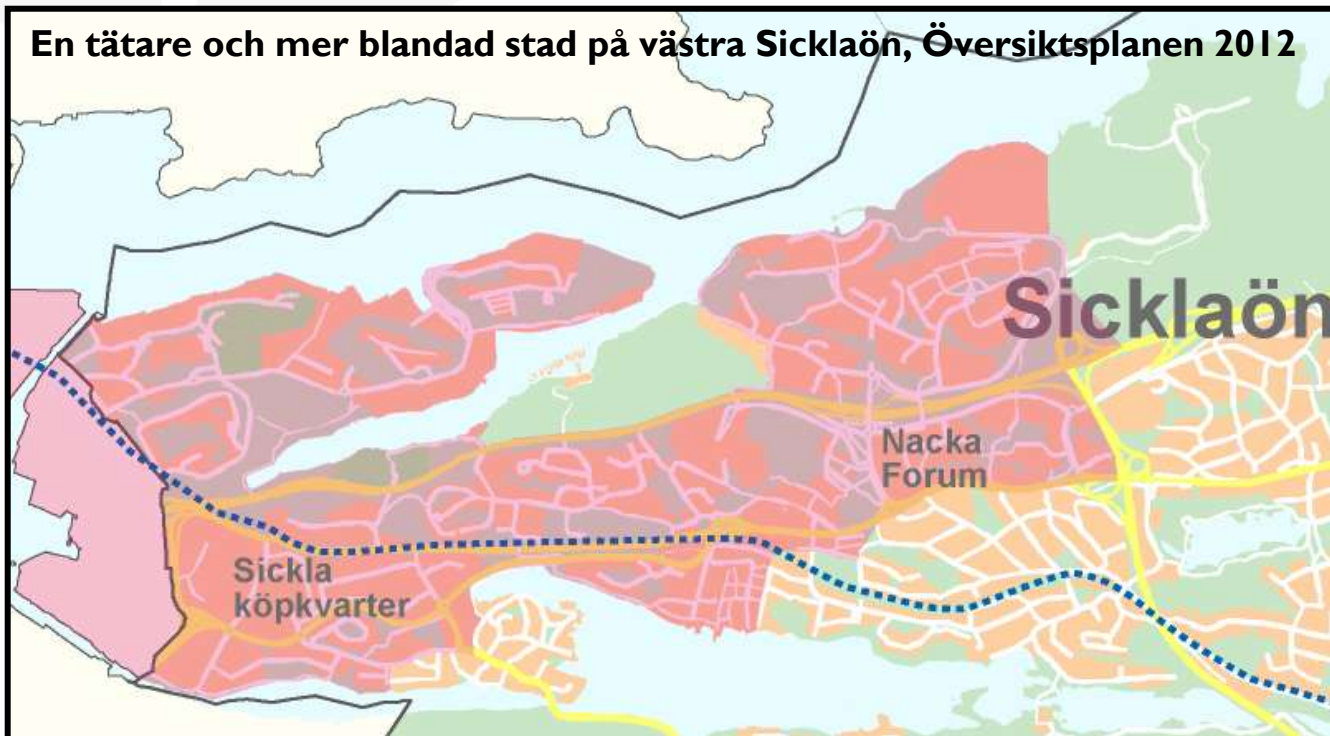 En tätare och mer blandad stad på västra Sicklaön, Översiktsplanen 2012
Sicklaön
Nacka
Forum
Sickla
köpkvarter